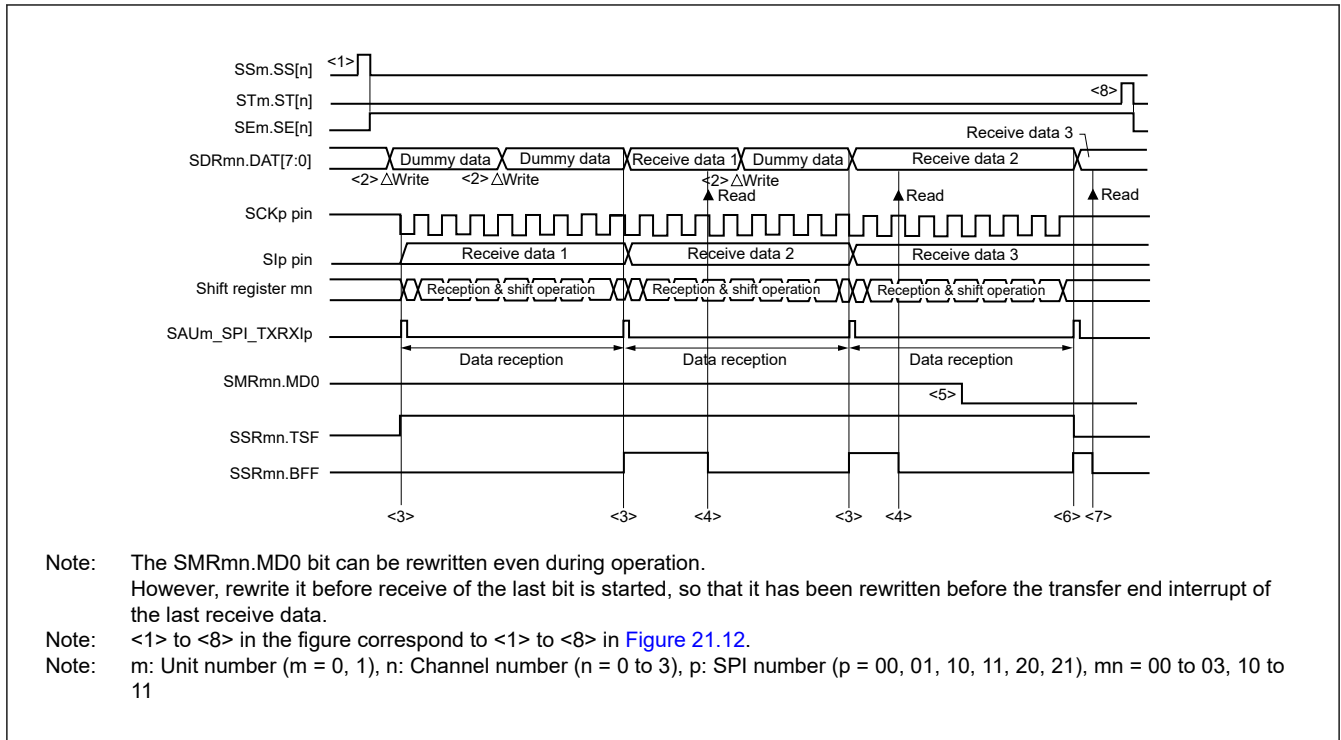 SSm.SS[n] <1>
STm.ST[n] <8>
SEm.SE[n]
Receive data 3
SDRmn.DAT[7:0] Dummy data Dummy data Receive data 1 Dummy data Receive data 2
<2> △Write <2> △Write <2> △Write
▲ Read ▲ Read ▲ Read
SCKp pin
SIp pin Receive data 1 Receive data 2 Receive data 3
Shift register mn Reception & shift operation Reception & shift operation Reception & shift operation
SAUm_SPI_TXRXIp
Data reception Data reception Data reception
SMRmn.MD0
<5>
SSRmn.TSF
SSRmn.BFF
<3> <3> <4> <3> <4> <6> <7>
Note: The SMRmn.MD0 bit can be rewritten even during operation.
However, rewrite it before receive of the last bit is started, so that it has been rewritten before the transfer end interrupt of
the last receive data.
Note: <1> to <8> in the figure correspond to <1> to <8> in Figure 21.12.
Note: m: Unit number (m = 0, 1), n: Channel number (n = 0 to 3), p: SPI number (p = 00, 01, 10, 11, 20, 21), mn = 00 to 03, 10 to
11